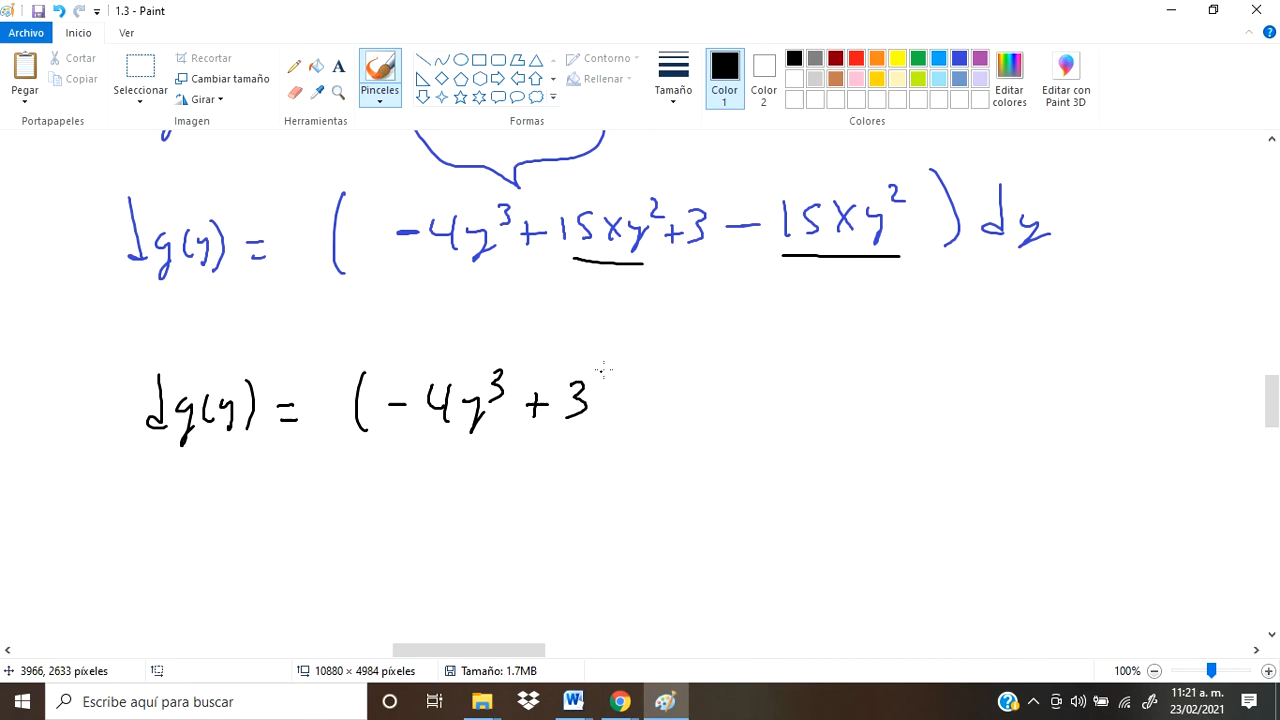 1.3 - Paint
Archivo Inicio Ver
Pegar Cortar Copiar Seleccionar Recortar Cambiar tamaño Girar Pinceles Contorno Rellenar Tamaño Color 1 Color 2 Editar colores Editar con Paint 3D
Portapapeles Imagen Herramientas Formas Colores
dg(y) = ( -4y³ + 15xy² + 3 - 15xy² ) dy
dg(y) = ( - 4y³ + 3
3966, 2633 píxeles 10880 × 4984 píxeles Tamaño: 1.7MB 100%
Escribe aquí para buscar 11:21 a. m.
23/02/2021